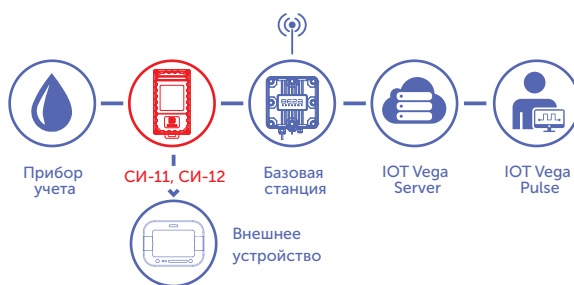 Прибор
учета
СИ-11, СИ-12
Базовая
станция
IOT Vega
Server
IOT Vega
Pulse
Внешнее
устройство